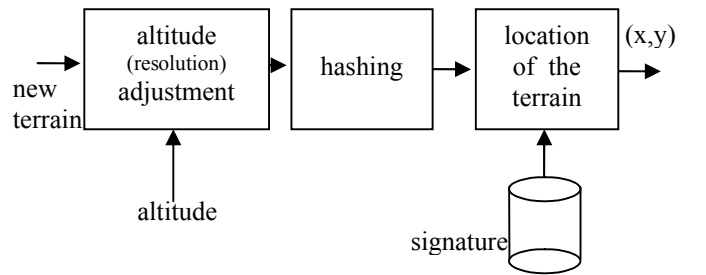 new
terrain
altitude
(resolution)
adjustment
altitude
hashing
location
of the
terrain
(x,y)
signature